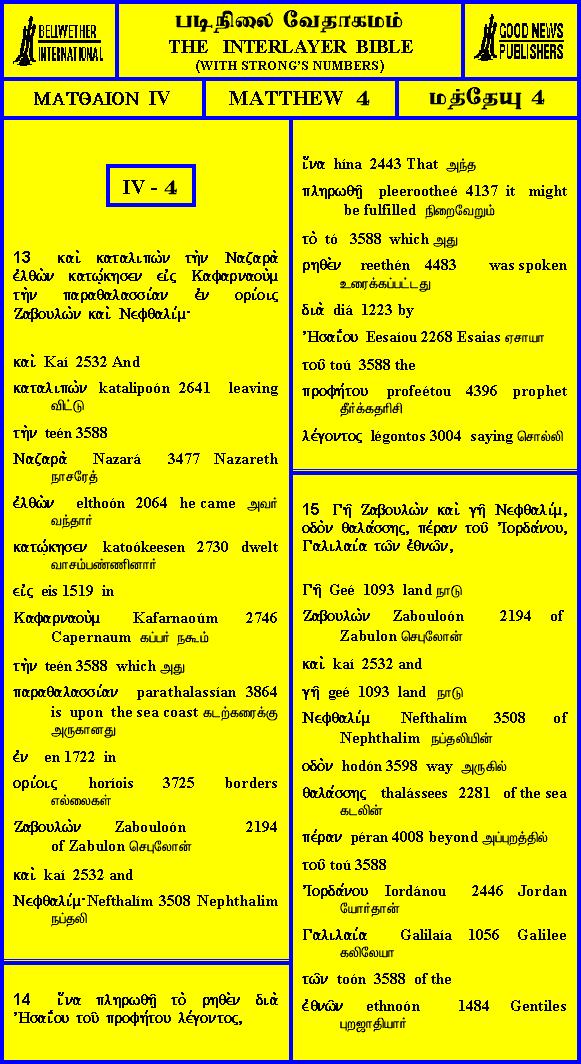 BELLWETHER
INTERNATIONAL
படிநிலை வேதாகமம்
THE INTERLAYER BIBLE
(WITH STRONG'S NUMBERS)
GOOD NEWS
PUBLISHERS
ΜΑΤΘΑΙΟΝ IV
MATTHEW 4
மத்தேயு 4
IV - 4
13 καὶ καταλιπὼν τὴν Ναζαρὰ
ἐλθὼν κατῴκησεν εἰς Καφαρναοὺμ
τὴν παραθαλασσίαν ἐν ορίοις
Ζαβουλὼν καὶ Νεφθαλίμ·
καὶ Kaí 2532 And
καταλιπὼν katalipoón 2641 leaving
விட்டு
τὴν teén 3588
Ναζαρὰ Nazará 3477 Nazareth
நாசரேத்
ἐλθὼν elthoón 2064 he came அவர்
வந்தார்
κατῴκησεν katoókeesen 2730 dwelt
வாசம்பண்ணினார்
εἰς eis 1519 in
Καφαρναοὺμ Kafarnaoúm 2746
Capernaum கப்பர் நகூம்
τὴν teén 3588 which அது
παραθαλασσίαν parathalassían 3864
is upon the sea coast கடற்கரைக்கு
அருகானது
ἐν en 1722 in
ορίοις horíois 3725 borders
எல்லைகள்
Ζαβουλὼν Zabouloón 2194
of Zabulon செபுலோன்
καὶ kaí 2532 and
Νεφθαλίμ· Nefthalím 3508 Nephthalim
நப்தலி
14 ἵνα πληρωθῇ τὸ ρηθὲν διὰ
Ἠσαΐου τοῦ προφήτου λέγοντος,
ἵνα hína 2443 That அந்த
πληρωθῇ pleerootheé 4137 it might
be fulfilled நிறைவேறும்
τὸ tó 3588 which அது
ρηθὲν reethén 4483 was spoken
உரைக்கப்பட்டது
διὰ diá 1223 by
Ἠσαΐου Eesaíou 2268 Esaias ஏசாயா
τοῦ toú 3588 the
προφήτου profeétou 4396 prophet
தீர்க்கதரிசி
λέγοντος légontos 3004 saying சொல்லி
15 Γῆ Ζαβουλὼν καὶ γῆ Νεφθαλίμ,
οδὸν θαλάσσης, πέραν τοῦ Ἰορδάνου,
Γαλιλαία τῶν ἐθνῶν,
Γῆ Geé 1093 land நாடு
Ζαβουλὼν Zabouloón 2194 of
Zabulon செபுலோன்
καὶ kaí 2532 and
γῆ geé 1093 land நாடு
Νεφθαλίμ Nefthalím 3508 of
Nephthalim நப்தலியின்
οδὸν hodón 3598 way அருகில்
θαλάσσης thalássees 2281 of the sea
கடலின்
πέραν péran 4008 beyond அப்புறத்தில்
τοῦ toú 3588
Ἰορδάνου Iordánou 2446 Jordan
யோர்தான்
Γαλιλαία Galilaía 1056 Galilee
கலிலேயா
τῶν toón 3588 of the
ἐθνῶν ethnoón 1484 Gentiles
புறஜாதியார்